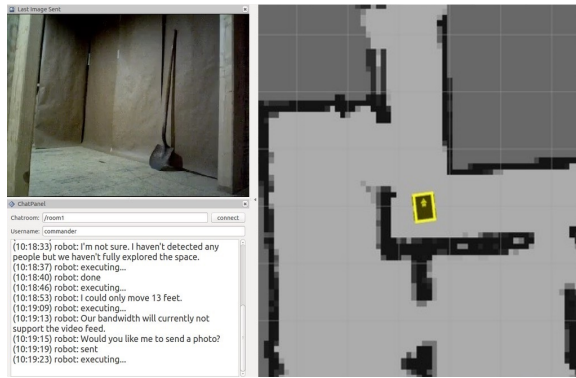 Last Image Sent
ChatPanel
Chatroom: /room1 connect
Username: commander
(10:18:33) robot: I'm not sure. I haven't detected any
people but we haven't fully explored the space.
(10:18:37) robot: executing...
(10:18:40) robot: done
(10:18:46) robot: executing...
(10:18:53) robot: I could only move 13 feet.
(10:19:09) robot: executing...
(10:19:13) robot: Our bandwidth will currently not
support the video feed.
(10:19:15) robot: Would you like me to send a photo?
(10:19:19) robot: sent
(10:19:23) robot: executing...